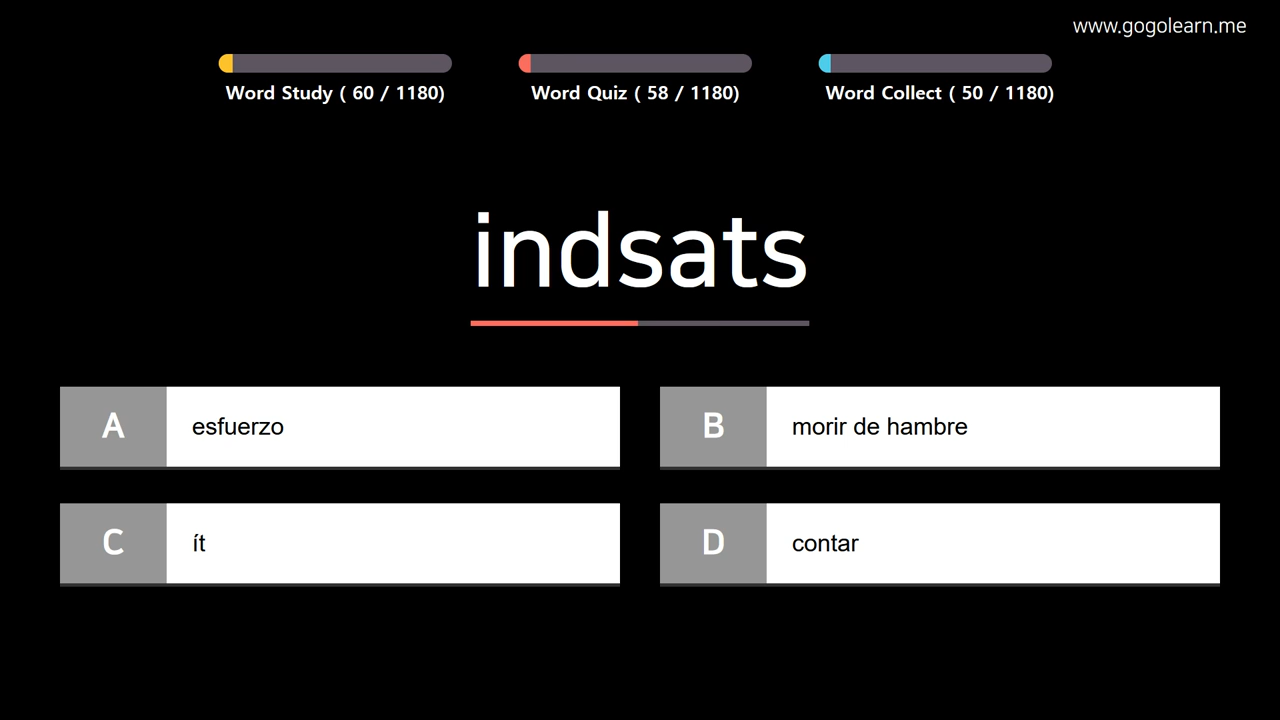 www.gogolearn.me
Word Study ( 60 / 1180)
Word Quiz ( 58 / 1180)
Word Collect ( 50 / 1180)
indsats
A esfuerzo
B morir de hambre
C ít
D contar